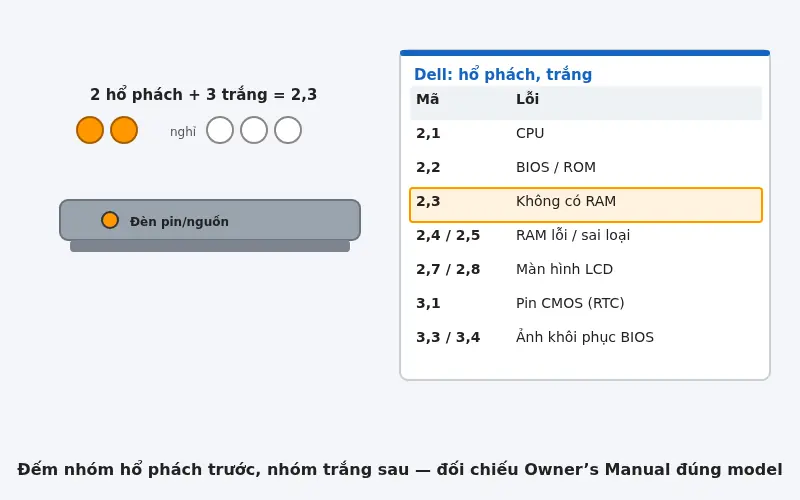 2 hổ phách + 3 trắng = 2,3
nghỉ
Đèn pin/nguồn
Dell: hổ phách, trắng
Mã Lỗi
2,1 CPU
2,2 BIOS / ROM
2,3 Không có RAM
2,4 / 2,5 RAM lỗi / sai loại
2,7 / 2,8 Màn hình LCD
3,1 Pin CMOS (RTC)
3,3 / 3,4 Ảnh khôi phục BIOS
Đếm nhóm hổ phách trước, nhóm trắng sau — đối chiếu Owner’s Manual đúng model